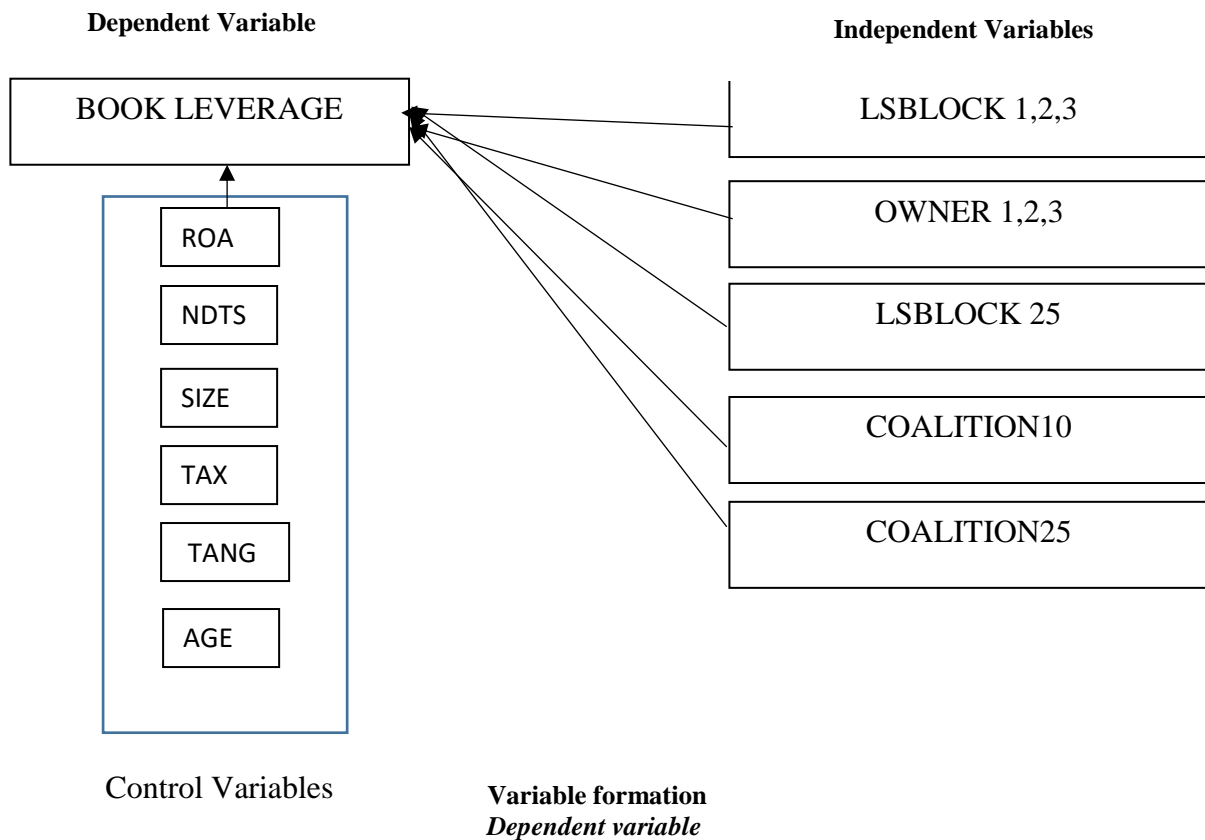 Dependent Variable
Independent Variables
BOOK LEVERAGE
LSBLOCK 1,2,3
OWNER 1,2,3
LSBLOCK 25
COALITION10
COALITION25
ROA
NDTS
SIZE
TAX
TANG
AGE
Control Variables
Variable formation
Dependent variable